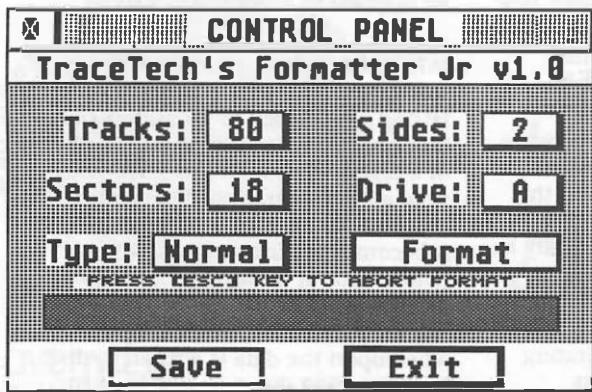 CONTROL PANEL
TraceTech's Formatter Jr v1.0
Tracks: 80 Sides: 2
Sectors: 18 Drive: A
Type: Normal Format
PRESS [ESC] KEY TO ABORT FORMAT
Save Exit